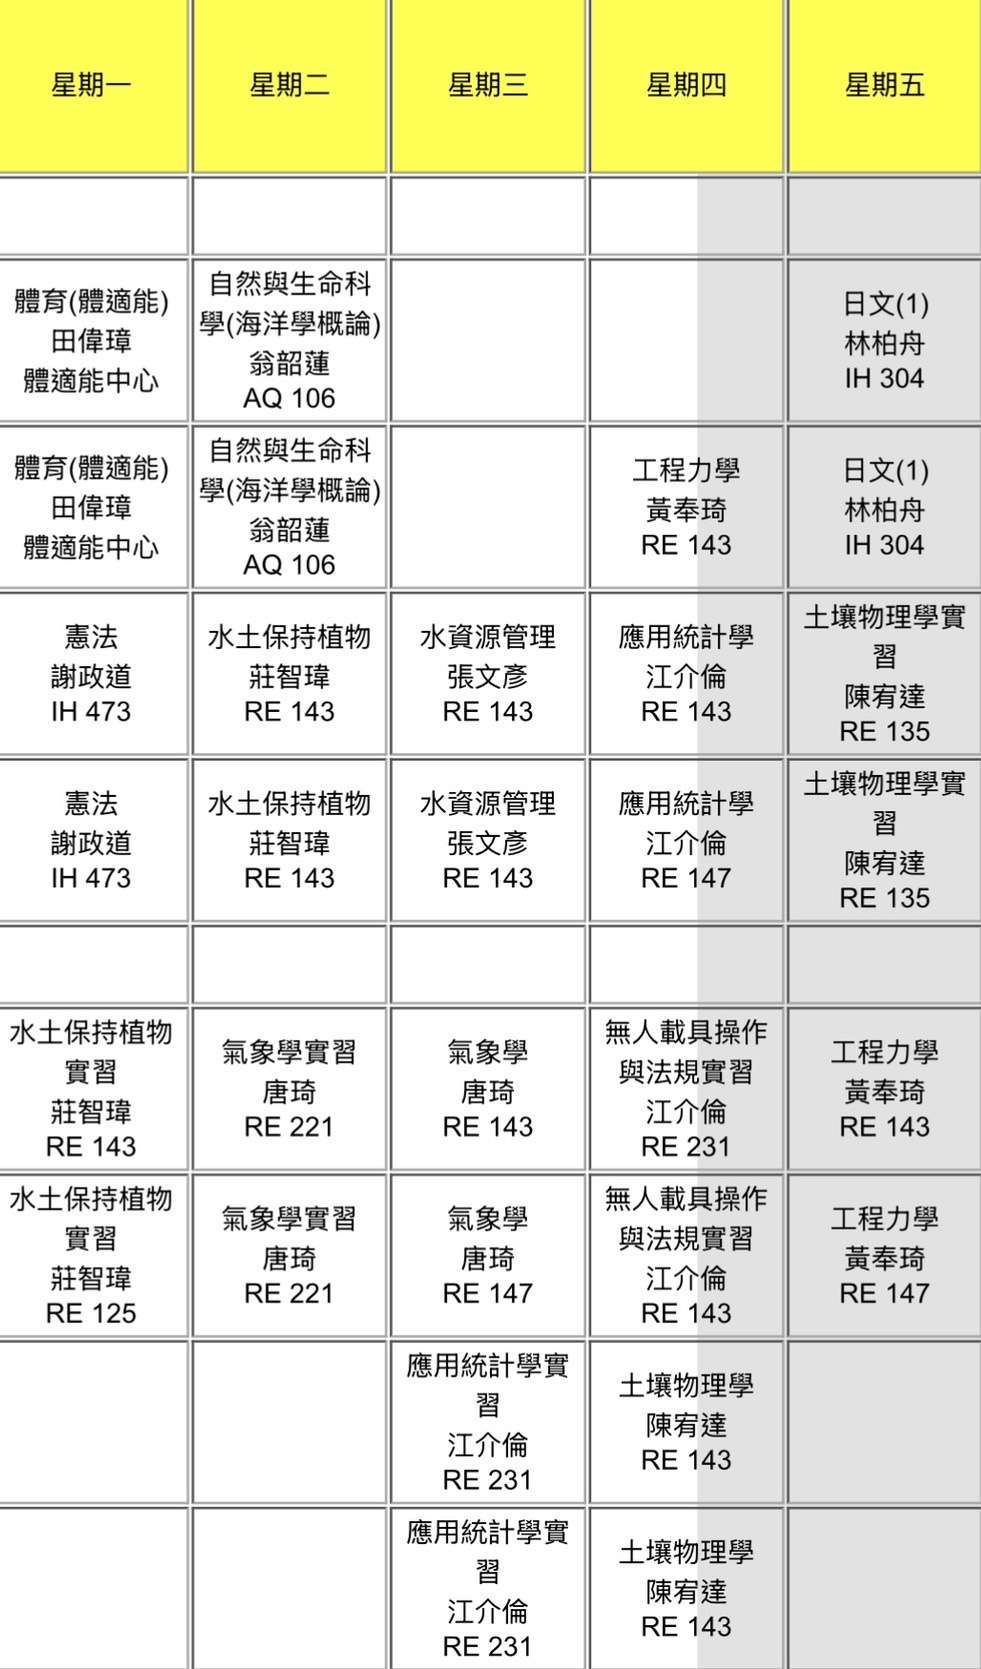 星期一
星期二
星期三
星期四
星期五
體育(體適能)
田偉璋
體適能中心
自然與生命科
學(海洋學概論)
翁韶蓮
AQ 106
日文(1)
林柏舟
IH 304
體育(體適能)
田偉璋
體適能中心
自然與生命科
學(海洋學概論)
翁韶蓮
AQ 106
工程力學
黃奉琦
RE 143
日文(1)
林柏舟
IH 304
憲法
謝政道
IH 473
水土保持植物
莊智瑋
RE 143
水資源管理
張文彥
RE 143
應用統計學
江介倫
RE 143
土壤物理學實
習
陳宥達
RE 135
憲法
謝政道
IH 473
水土保持植物
莊智瑋
RE 143
水資源管理
張文彥
RE 143
應用統計學
江介倫
RE 147
土壤物理學實
習
陳宥達
RE 135
水土保持植物
實習
莊智瑋
RE 143
氣象學實習
唐琦
RE 221
氣象學
唐琦
RE 143
無人載具操作
與法規實習
江介倫
RE 231
工程力學
黃奉琦
RE 143
水土保持植物
實習
莊智瑋
RE 125
氣象學實習
唐琦
RE 221
氣象學
唐琦
RE 147
無人載具操作
與法規實習
江介倫
RE 143
工程力學
黃奉琦
RE 147
應用統計學實
習
江介倫
RE 231
土壤物理學
陳宥達
RE 143
應用統計學實
習
江介倫
RE 231
土壤物理學
陳宥達
RE 143